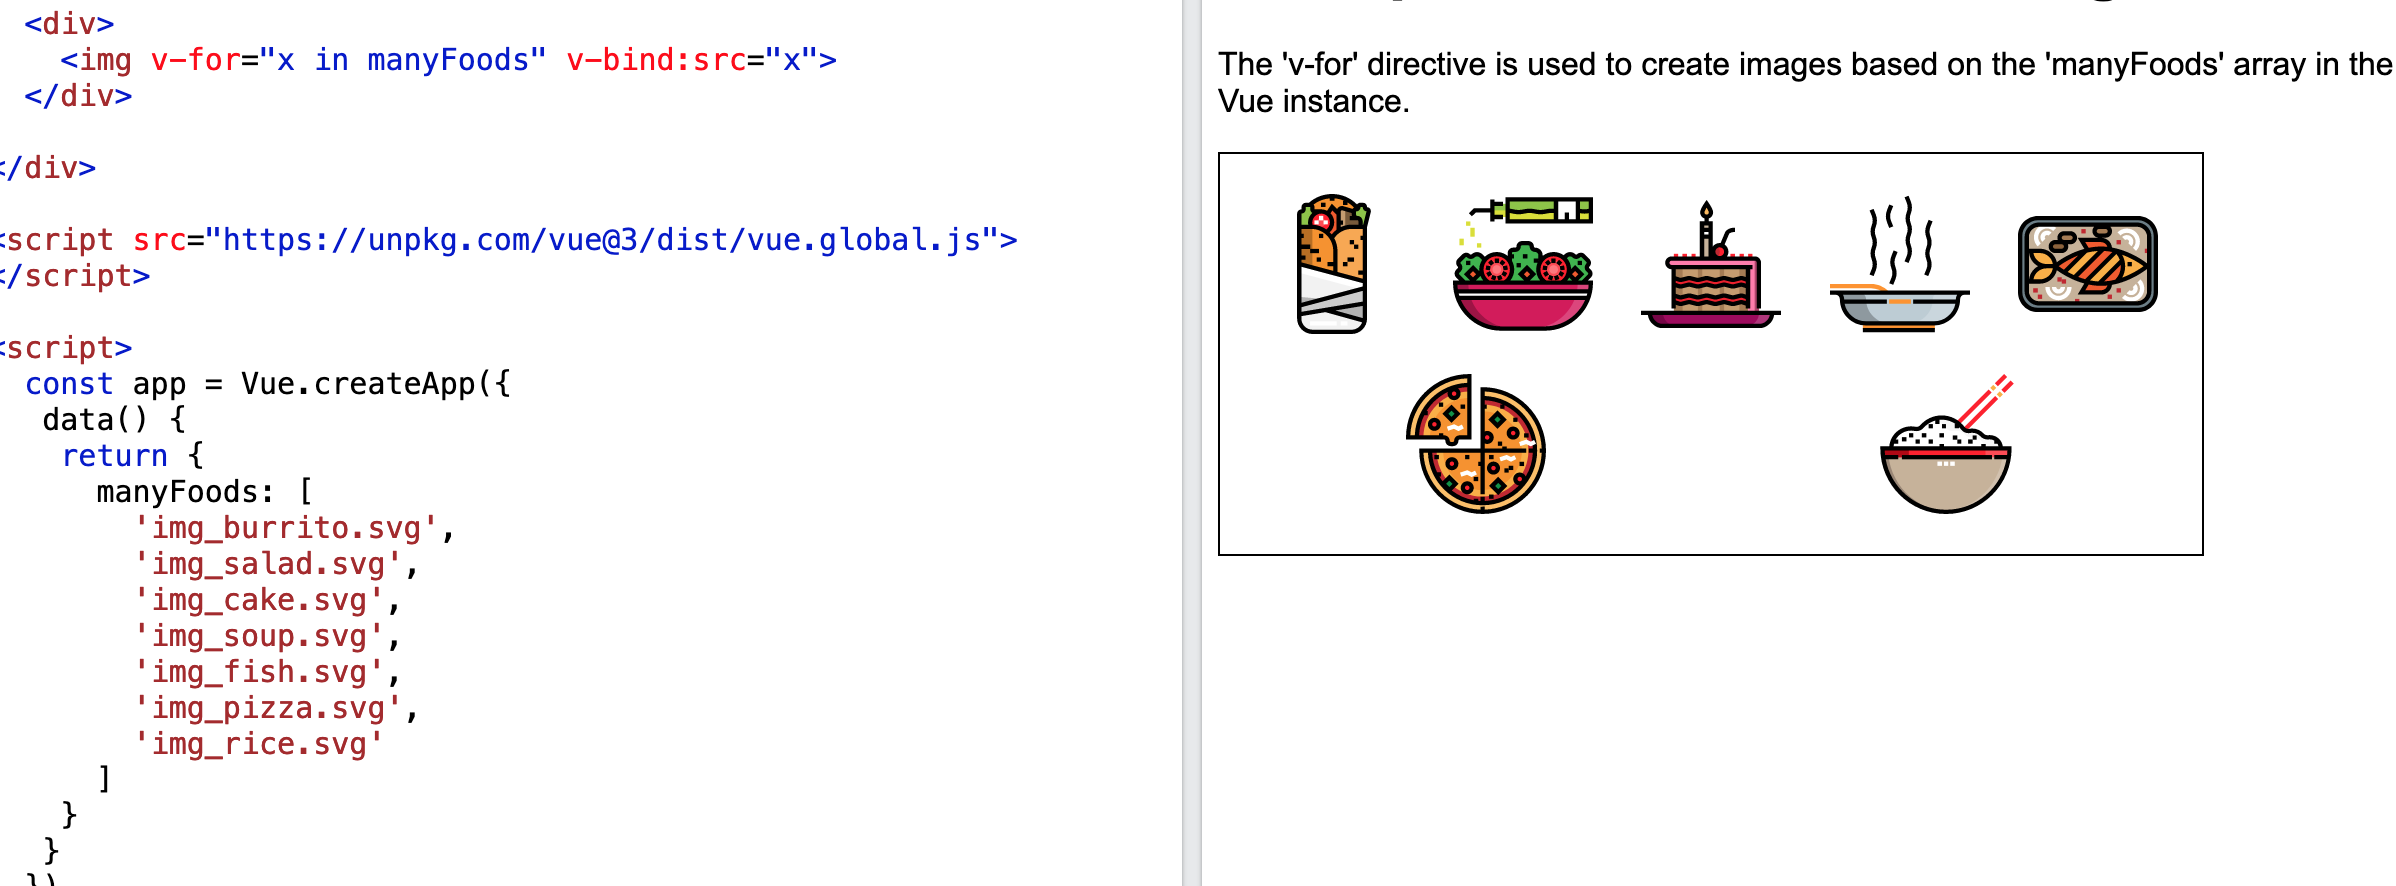 <div>
<img v-for="x in manyFoods" v-bind:src="x">
</div>
</div>
<script src="https://unpkg.com/vue@3/dist/vue.global.js">
</script>
<script>
const app = Vue.createApp({
data() {
return {
manyFoods: [
'img_burrito.svg',
'img_salad.svg',
'img_cake.svg',
'img_soup.svg',
'img_fish.svg',
'img_pizza.svg',
'img_rice.svg'
]
}
}
})
The 'v-for' directive is used to create images based on the 'manyFoods' array in the
Vue instance.